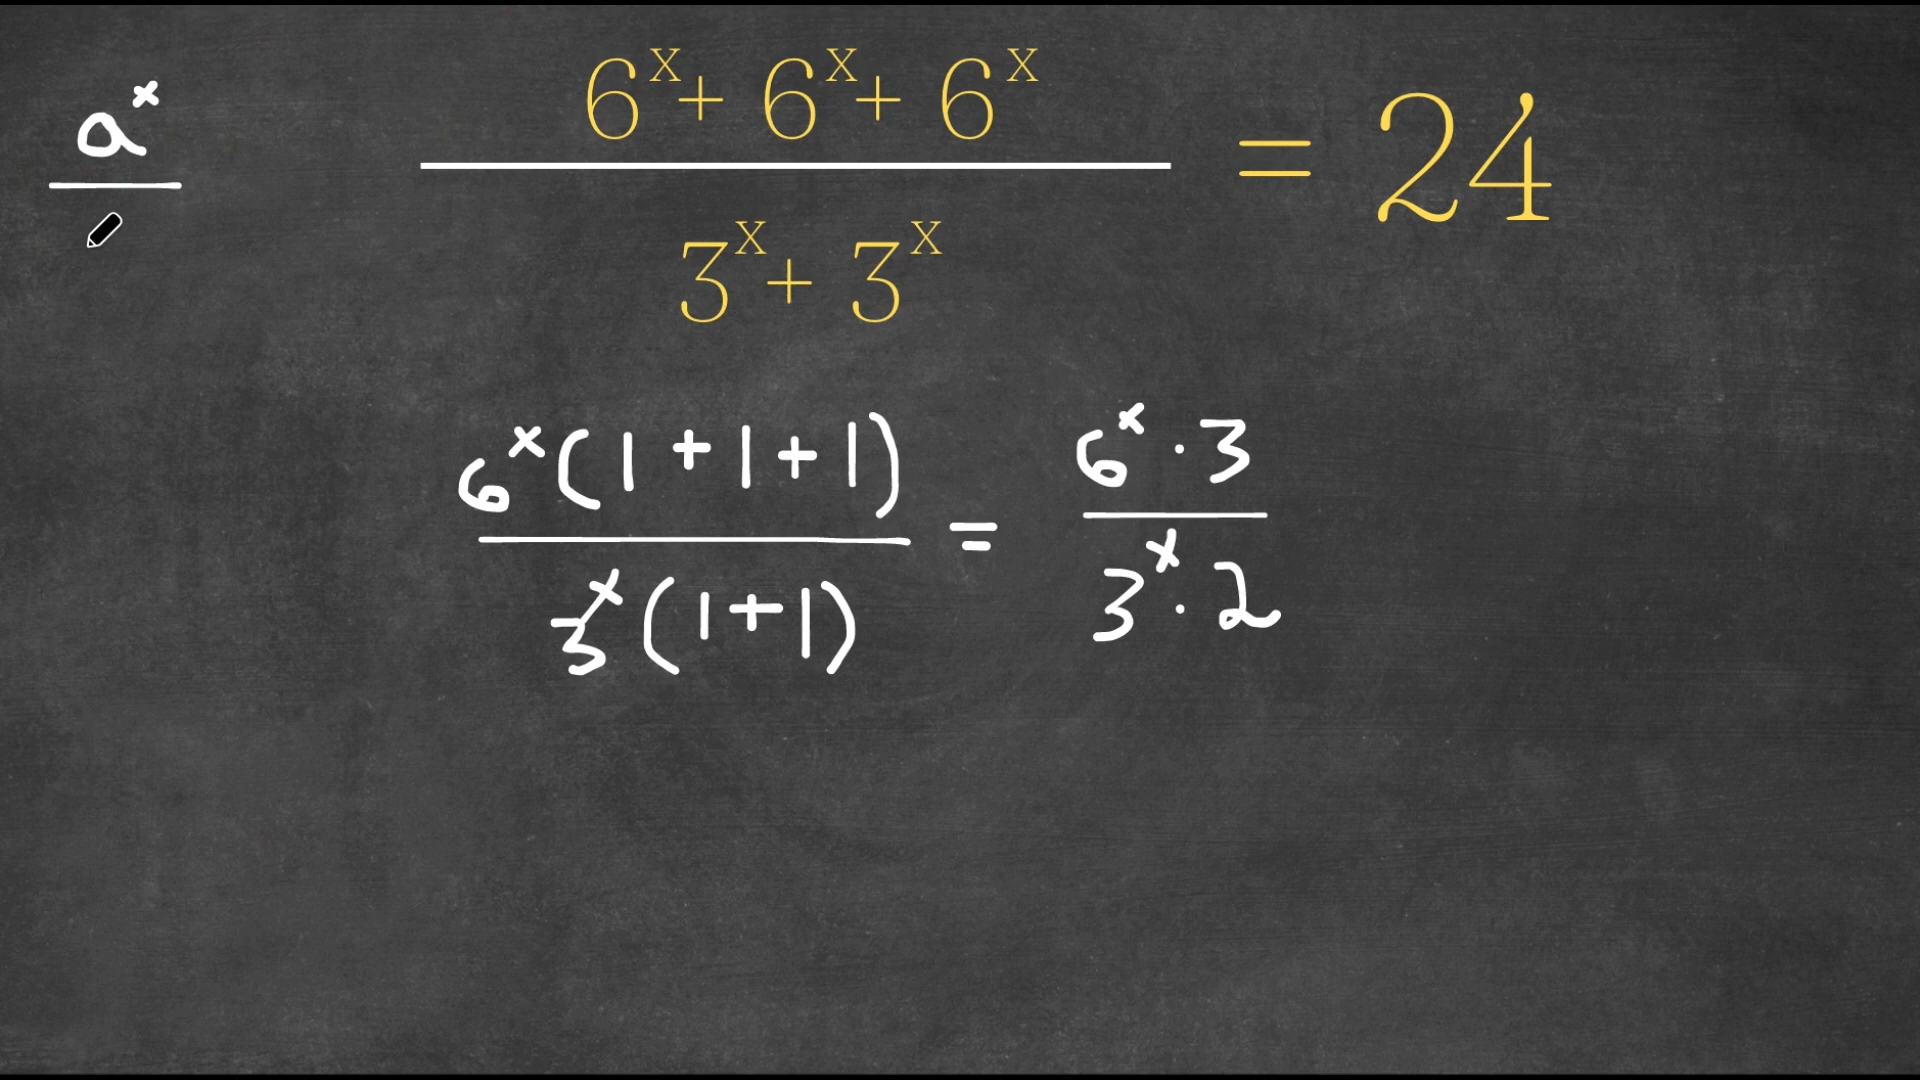 a^x
6^x + 6^x + 6^x
3^x + 3^x
= 24
6^x (1 + 1 + 1)
3^x (1 + 1)
=
6^x · 3
3^x · 2